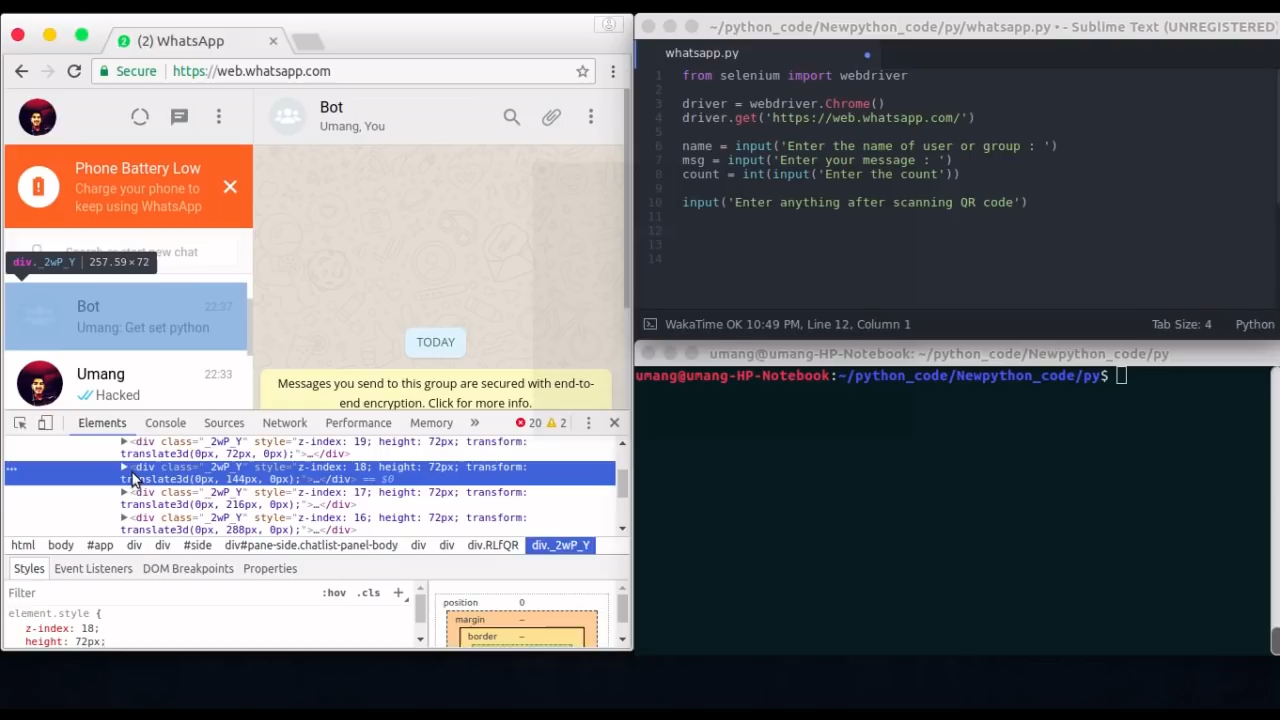 (2) WhatsApp
Secure
https://web.whatsapp.com
Bot
Umang, You
Phone Battery Low
Charge your phone to
keep using WhatsApp
Search or start new chat
div._2wP_Y | 257.59×72
Bot
22:37
Umang: Get set python
Umang
22:33
Hacked
TODAY
Messages you send to this group are secured with end-to-
end encryption. Click for more info.
Elements Console Sources Network Performance Memory » 20 2
<div class="_2wP_Y" style="z-index: 19; height: 72px; transform:
translate3d(0px, 72px, 0px);">…</div>
<div class="_2wP_Y" style="z-index: 18; height: 72px; transform:
translate3d(0px, 144px, 0px);">…</div> == $0
<div class="_2wP_Y" style="z-index: 17; height: 72px; transform:
translate3d(0px, 216px, 0px);">…</div>
<div class="_2wP_Y" style="z-index: 16; height: 72px; transform:
translate3d(0px, 288px, 0px);">…</div>
html body #app div div #side div#pane-side.chatlist-panel-body div div div.RLfQR div._2wP_Y
Styles Event Listeners DOM Breakpoints Properties
Filter
:hov .cls +
element.style {
z-index: 18;
height: 72px;
position 0
margin –
border –
~/python_code/Newpython_code/py/whatsapp.py • - Sublime Text (UNREGISTERED)
whatsapp.py
1 from selenium import webdriver
2
3 driver = webdriver.Chrome()
4 driver.get('https://web.whatsapp.com/')
5
6 name = input('Enter the name of user or group : ')
7 msg = input('Enter your message : ')
8 count = int(input('Enter the count'))
9
10 input('Enter anything after scanning QR code')
11
12
13
14
WakaTime OK 10:49 PM, Line 12, Column 1
Tab Size: 4
Python
umang@umang-HP-Notebook: ~/python_code/Newpython_code/py
umang@umang-HP-Notebook:~/python_code/Newpython_code/py$